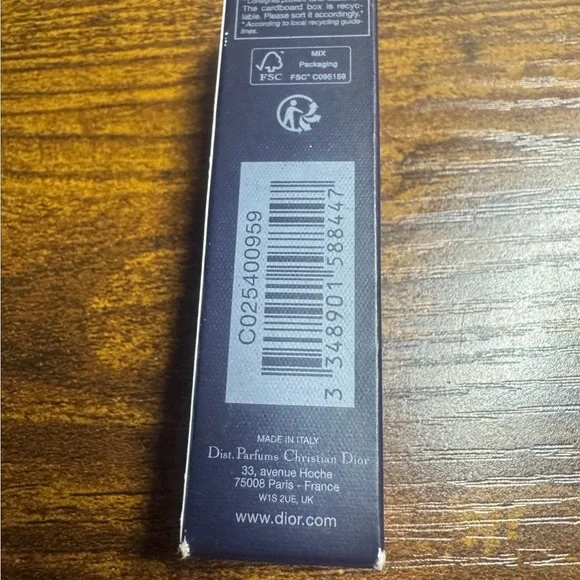 The cardboard box is recyc-
lable. Please sort it accordingly.*
* According to local recycling guide-
lines.
FSC
MIX
Packaging
FSC™ C095159
C025400959
3 348901 588447
MADE IN ITALY
Dist. Parfums Christian Dior
33, avenue Hoche
75008 Paris - France
W1S 2UE, UK
www.dior.com